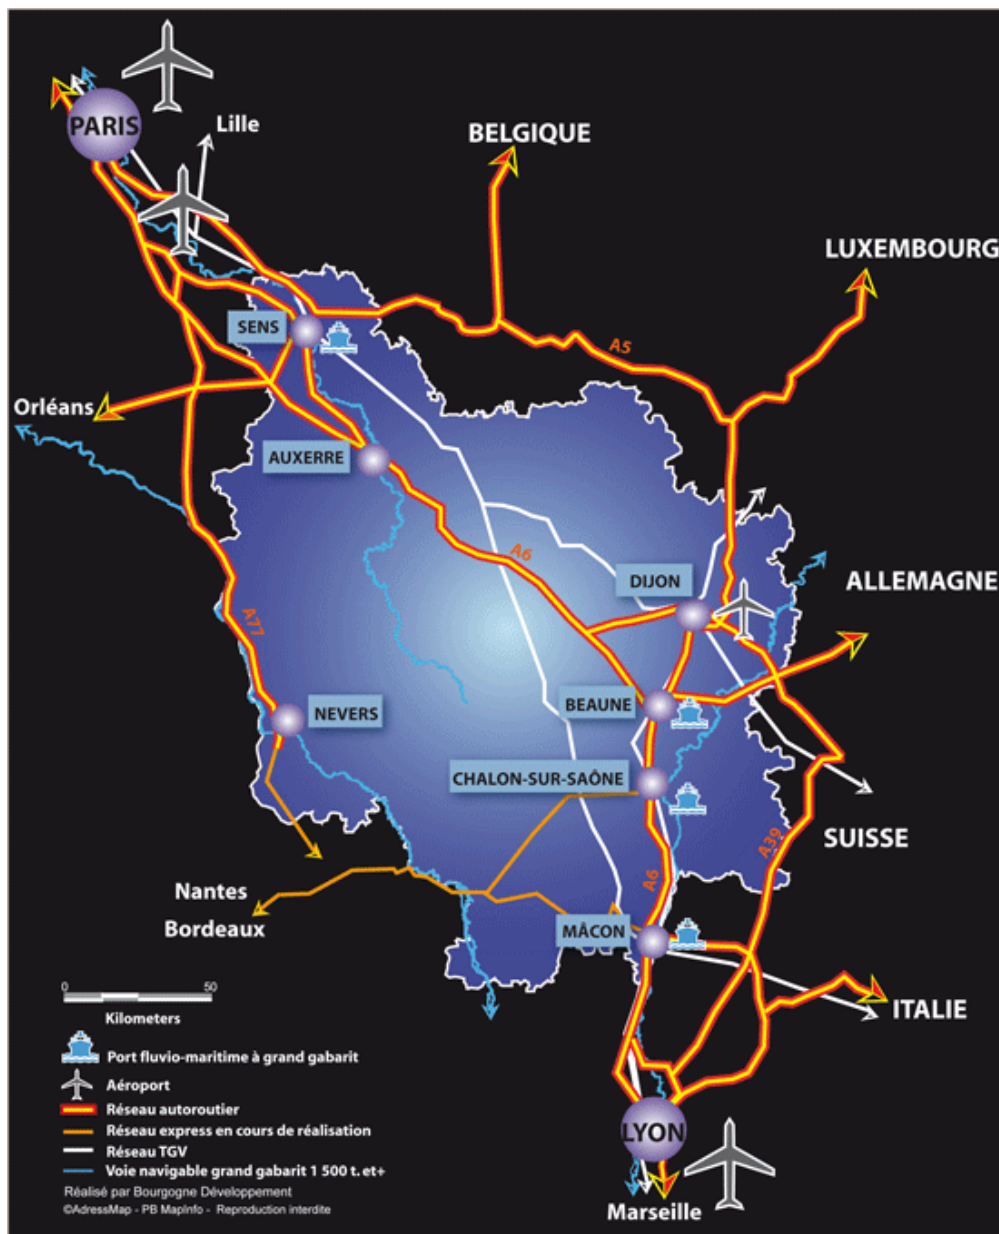 PARIS
Lille
BELGIQUE
LUXEMBOURG
SENS
A5
Orléans
AUXERRE
A6
DIJON
ALLEMAGNE
A77
BEAUNE
NEVERS
CHALON-SUR-SAÔNE
SUISSE
A39
A6
Nantes
Bordeaux
MÂCON
0 50
Kilometers
ITALIE
Port fluvio-maritime à grand gabarit
Aéroport
Réseau autoroutier
Réseau express en cours de réalisation
Réseau TGV
Voie navigable grand gabarit 1 500 t. et+
LYON
Réalisé par Bourgogne Développement
©AdressMap - PB MapInfo - Reproduction interdite
Marseille